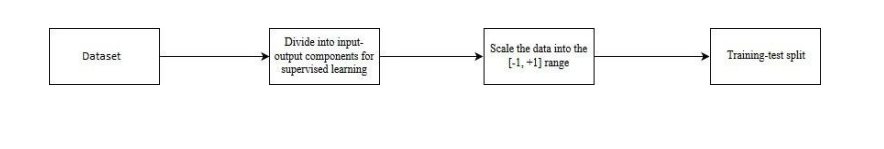 Dataset
Divide into input-
output components for
supervised learning
Scale the data into the
[-1, +1] range
Training-test split